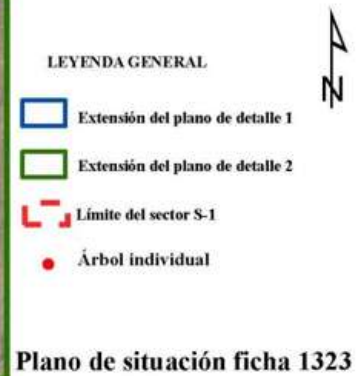 N
LEYENDA GENERAL
Extensión del plano de detalle 1
Extensión del plano de detalle 2
Límite del sector S-1
Árbol individual
Plano de situación ficha 1323